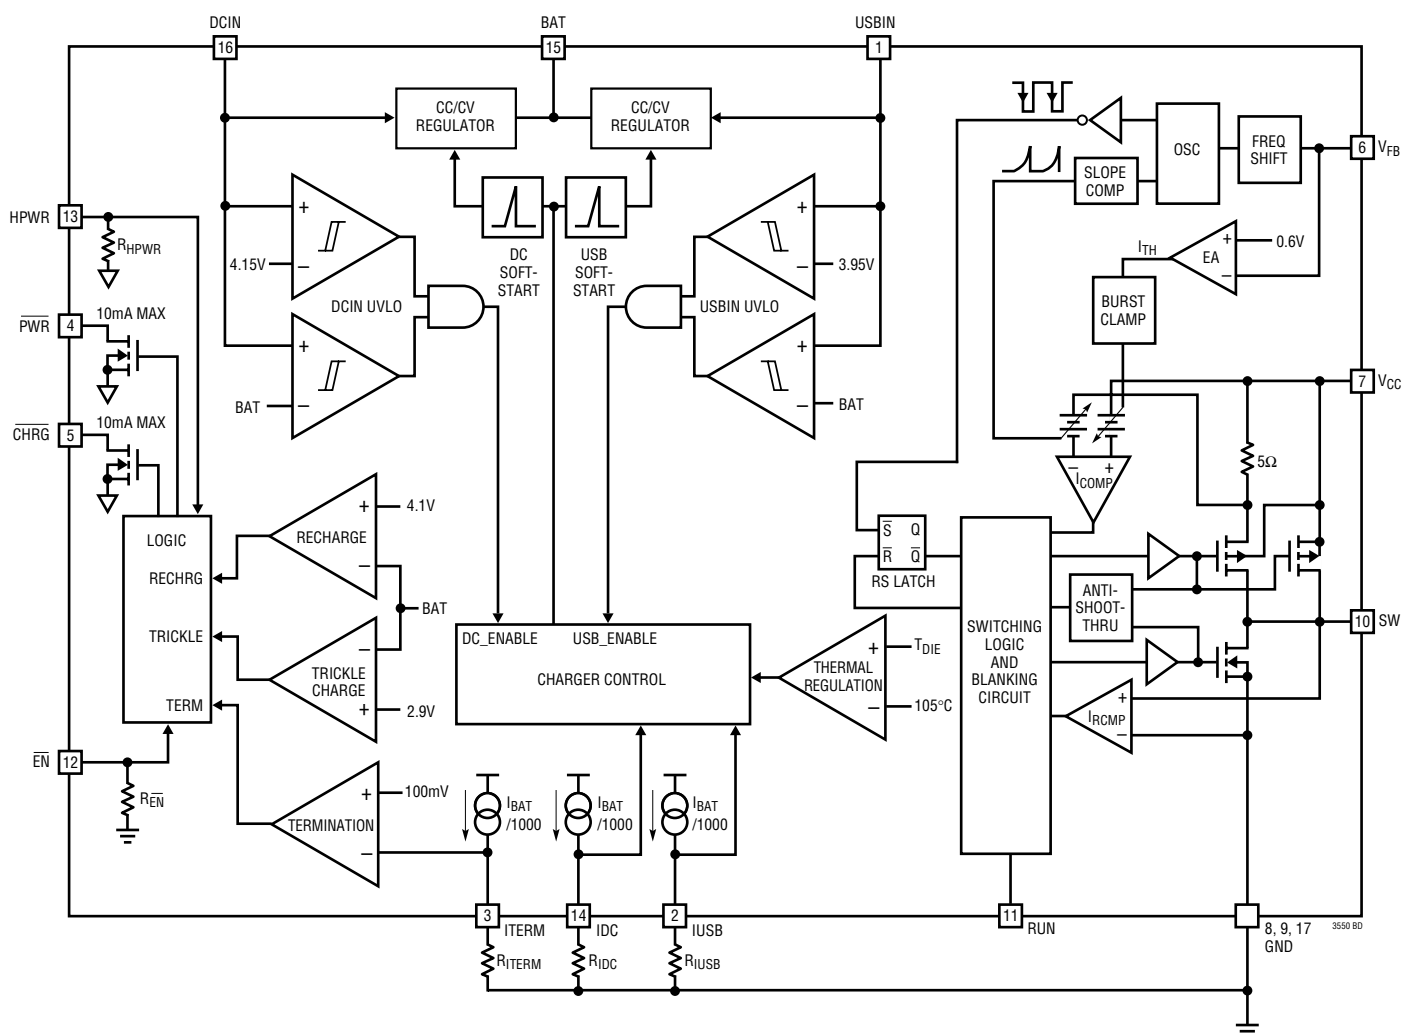 DCIN
BAT
USBIN
16
15
1
CC/CV
REGULATOR
CC/CV
REGULATOR
OSC
FREQ
SHIFT
6
VFB
SLOPE
COMP
HPWR
13
RHPWR
+
4.15V
−
DC
SOFT-
START
USB
SOFT-
START
+
3.95V
−
ITH
EA
+
−
0.6V
DCIN UVLO
USBIN UVLO
BURST
CLAMP
PWR
4
10mA MAX
+
BAT
−
+
BAT
−
7
VCC
CHRG
5
10mA MAX
5Ω
−
+
ICOMP
LOGIC
RECHRG
TRICKLE
TERM
+
4.1V
RECHARGE
−
BAT
−
TRICKLE
CHARGE
+
2.9V
S
Q
R
Q
RS LATCH
ANTI-
SHOOT-
THRU
10
SW
DC_ENABLE
USB_ENABLE
CHARGER CONTROL
+
TDIE
THERMAL
REGULATION
−
105°C
SWITCHING
LOGIC
AND
BLANKING
CIRCUIT
+
IRCMP
−
EN
12
REN
+
100mV
TERMINATION
−
IBAT
/1000
IBAT
/1000
IBAT
/1000
3
ITERM
14
IDC
2
IUSB
11
RUN
8, 9, 17
GND
3550 BD
RITERM
RIDC
RIUSB